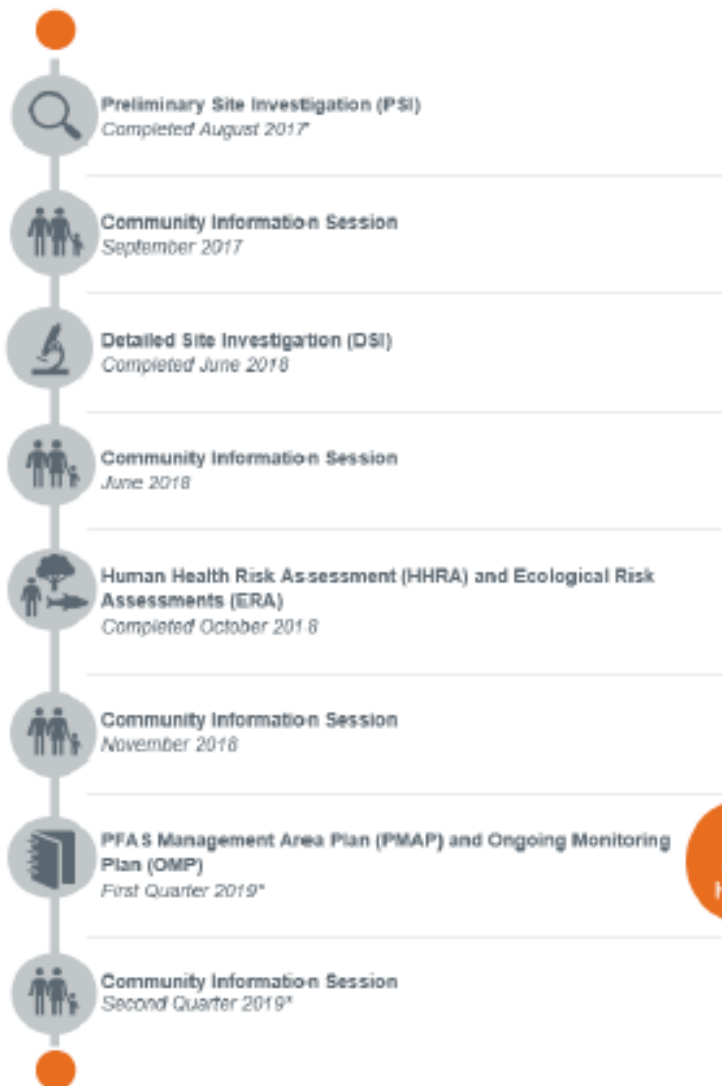 Preliminary Site Investigation (PSI)
Completed August 2017*
Community Information Session
September 2017
Detailed Site Investigation (DSI)
Completed June 2018
Community Information Session
June 2018
Human Health Risk Assessment (HHRA) and Ecological Risk
Assessments (ERA)
Completed October 2018
Community Information Session
November 2018
PFAS Management Area Plan (PMAP) and Ongoing Monitoring
Plan (OMP)
First Quarter 2019*
Community Information Session
Second Quarter 2019*